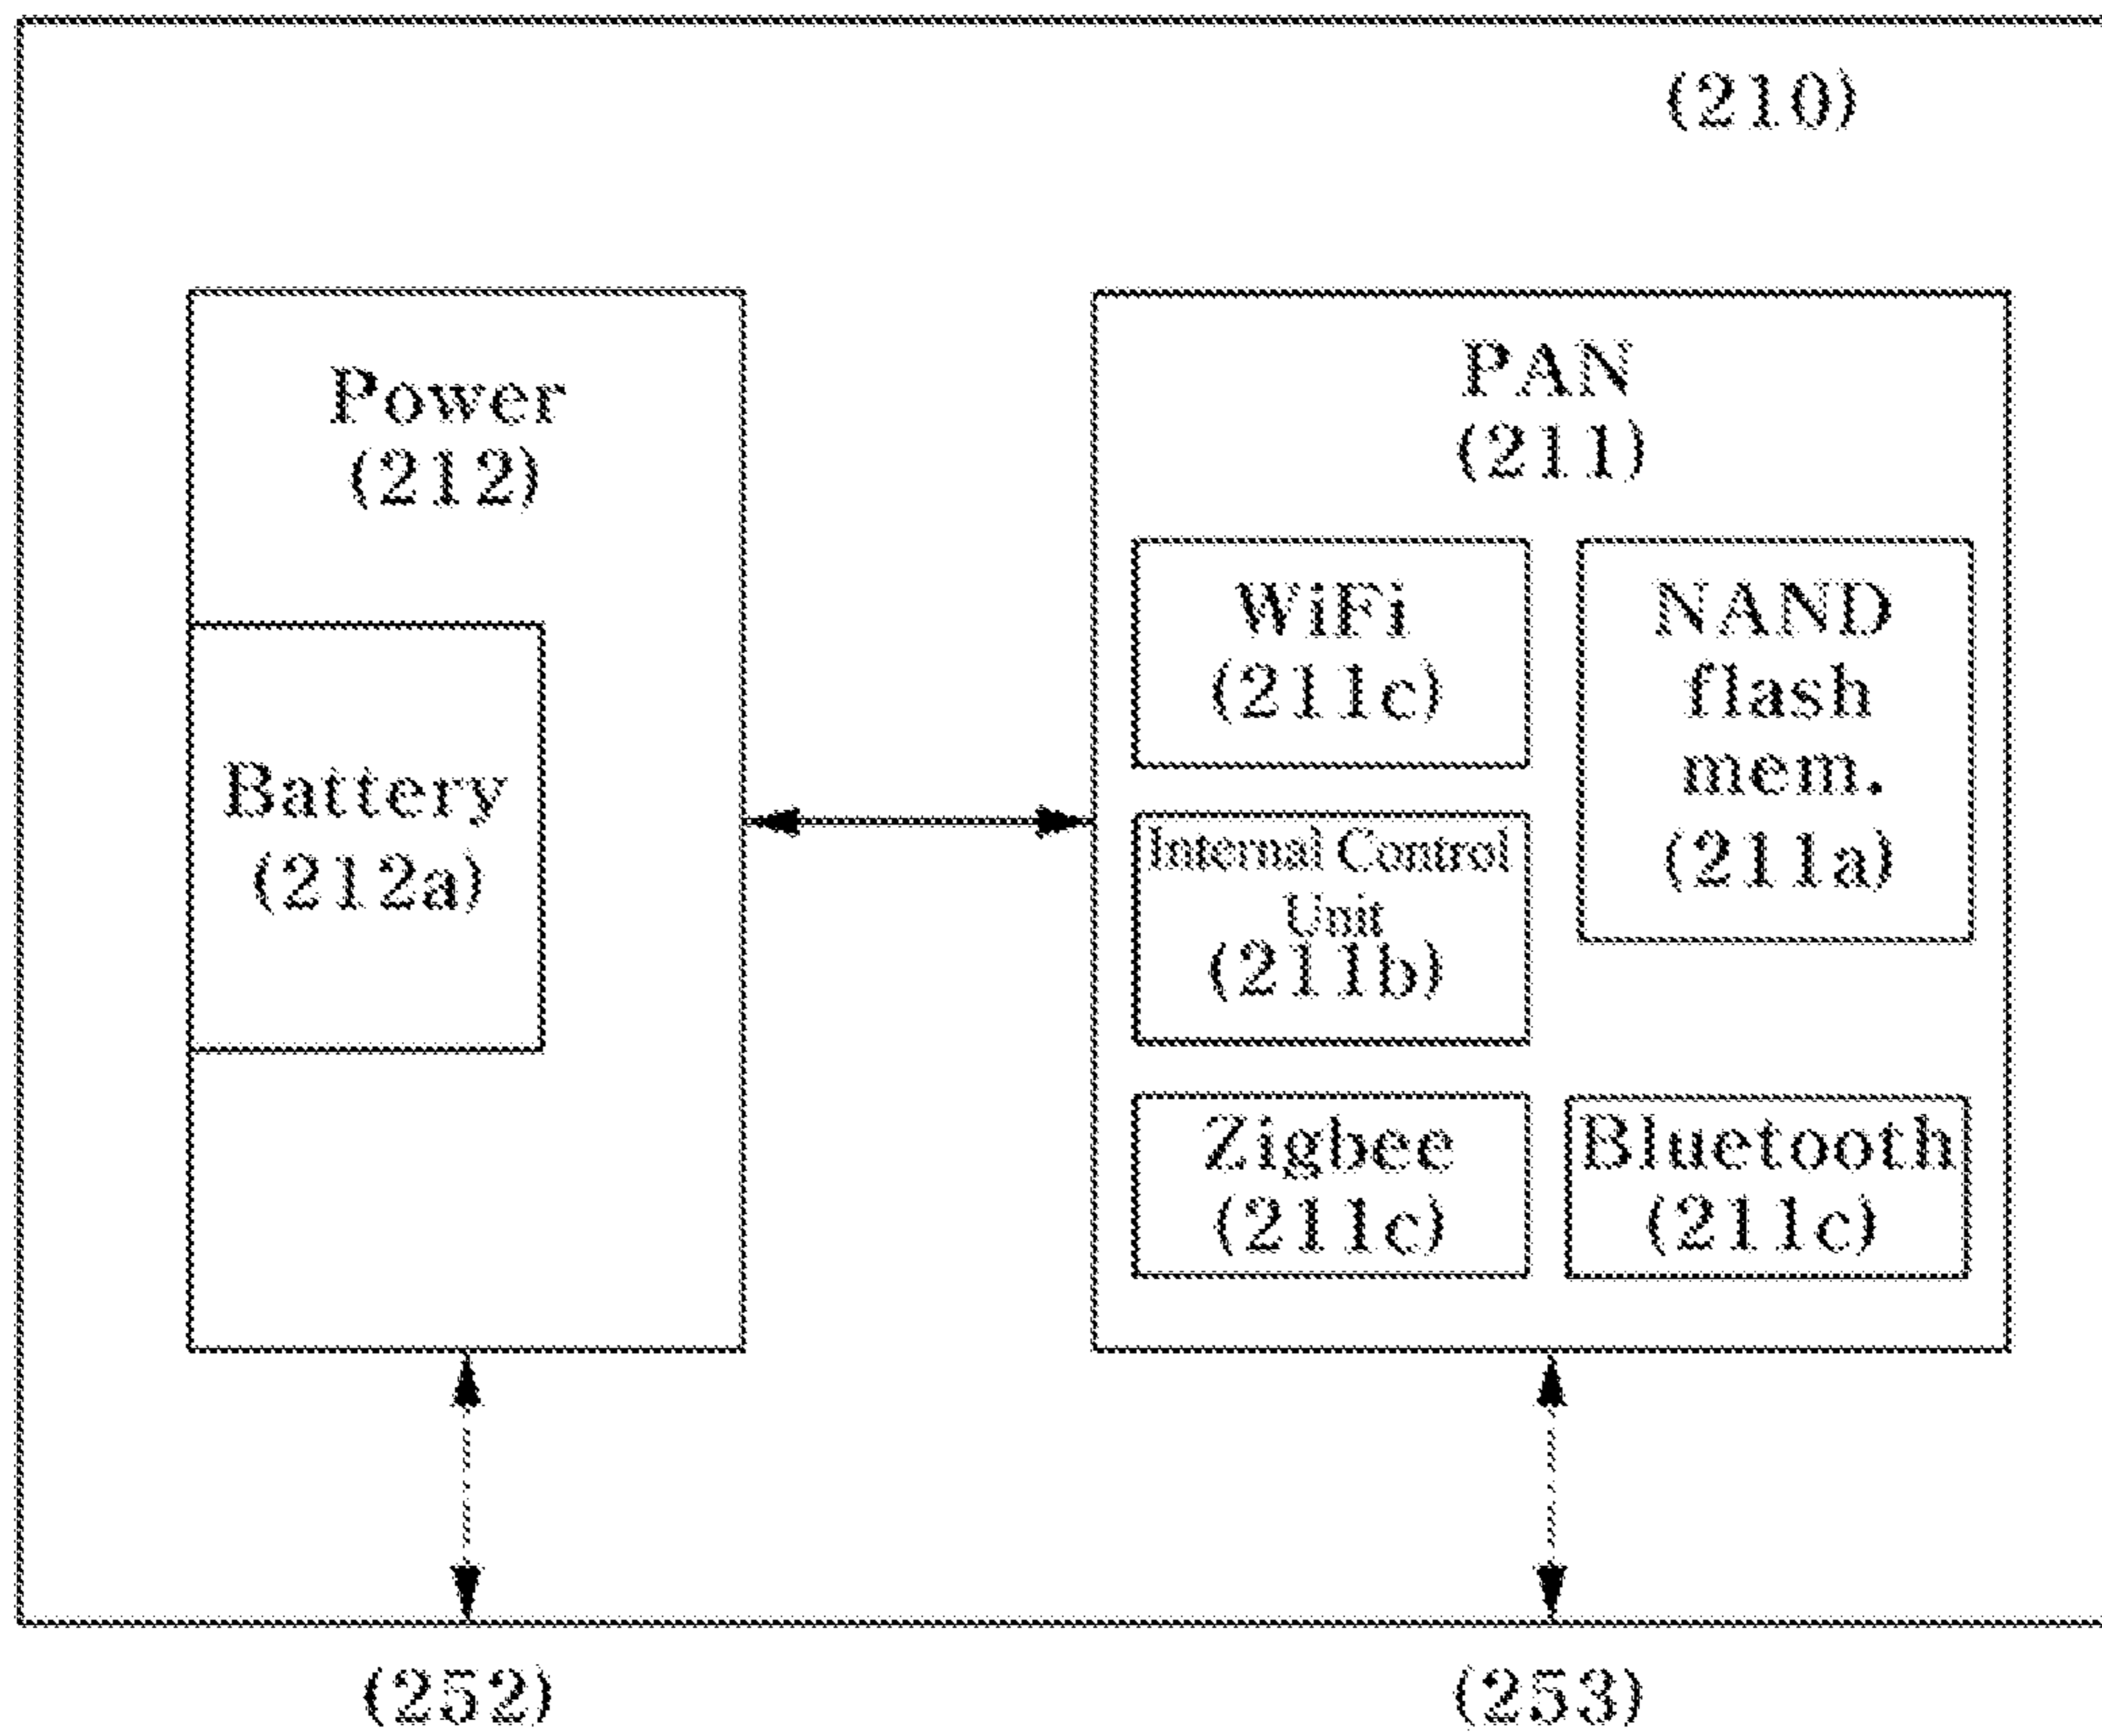 (210)
Power
(212)
Battery
(212a)
PAN
(211)
WiFi
(211c)
NAND
flash
mem.
(211a)
Internal Control
Unit
(211b)
Zigbee
(211c)
Bluetooth
(211c)
(252)
(253)